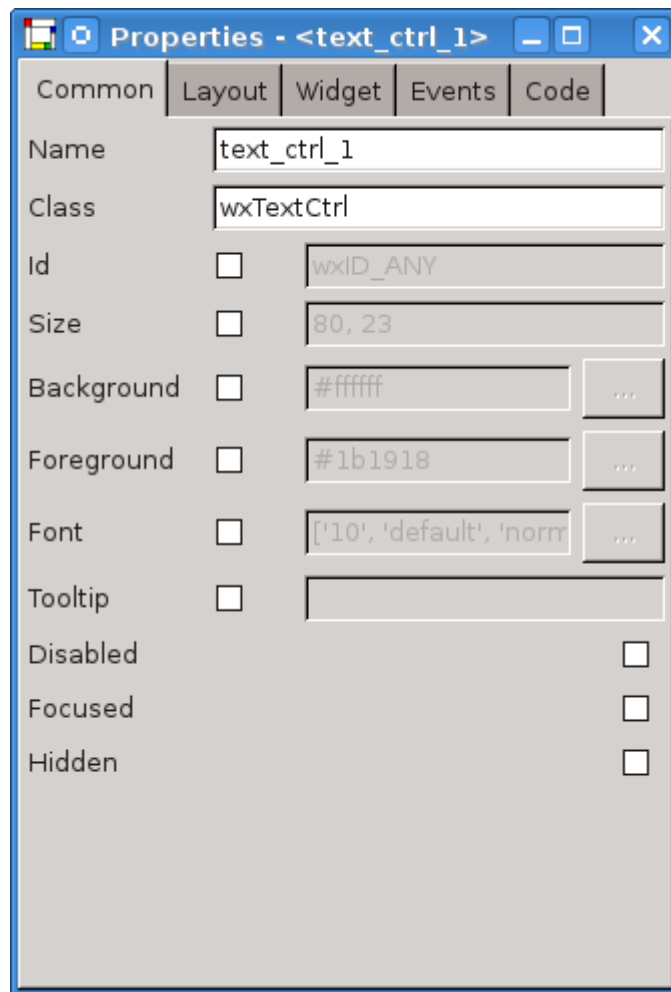 Properties - <text_ctrl_1>
Common Layout Widget Events Code
Name text_ctrl_1
Class wxTextCtrl
Id wxID_ANY
Size 80, 23
Background #ffffff ...
Foreground #1b1918 ...
Font ['10', 'default', 'norm ...
Tooltip
Disabled
Focused
Hidden